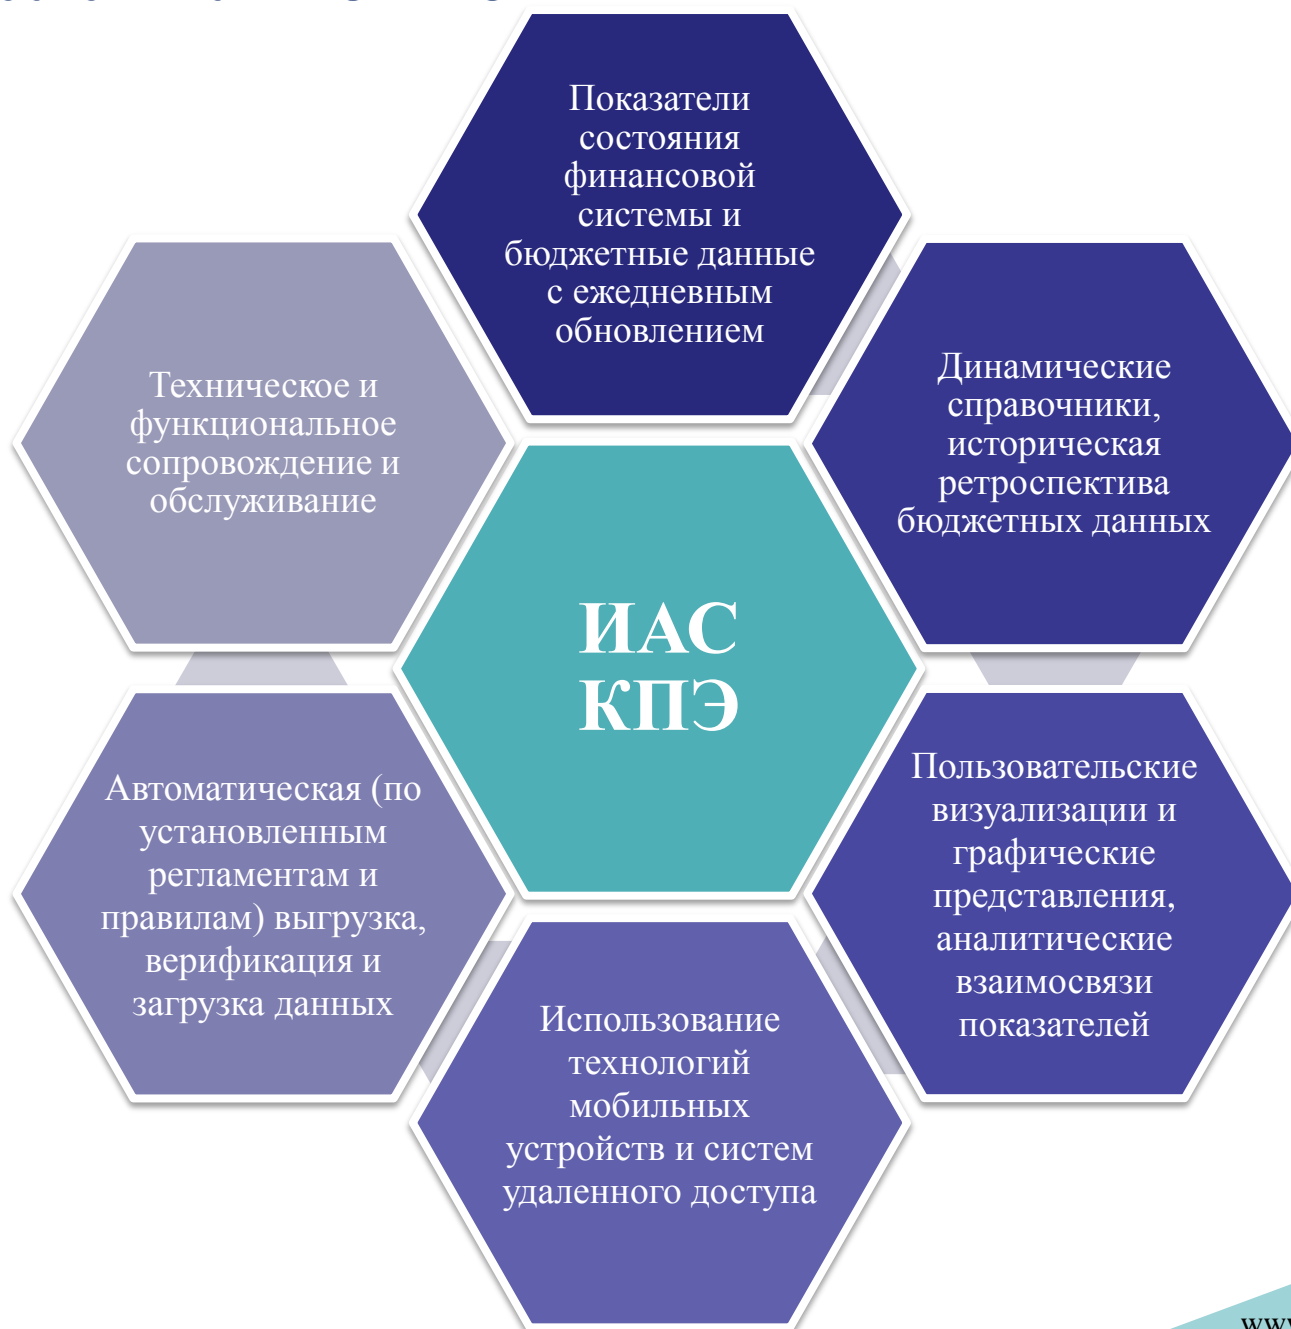 Показатели
состояния
финансовой
системы и
бюджетные данные
с ежедневным
обновлением
Динамические
справочники,
историческая
ретроспектива
бюджетных данных
Пользовательские
визуализации и
графические
представления,
аналитические
взаимосвязи
показателей
Использование
технологий
мобильных
устройств и систем
удаленного доступа
Автоматическая (по
установленным
регламентам и
правилам) выгрузка,
верификация и
загрузка данных
Техническое и
функциональное
сопровождение и
обслуживание
ИАС
КПЭ
www